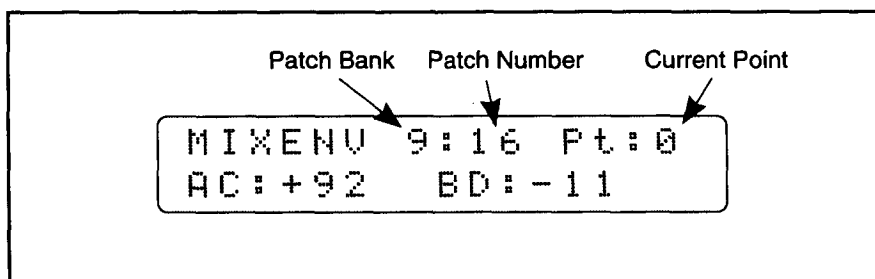 Patch Bank Patch Number Current Point
MIXENV 9:16 Pt:0
AC:+92 BD:-11